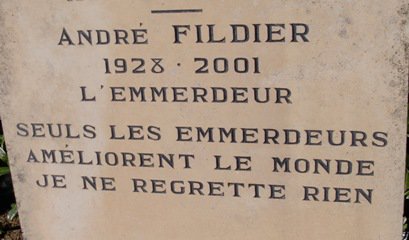 ANDRÉ FILDIER
1928 · 2001
L'EMMERDEUR
SEULS LES EMMERDEURS
AMÉLIORENT LE MONDE
JE NE REGRETTE RIEN